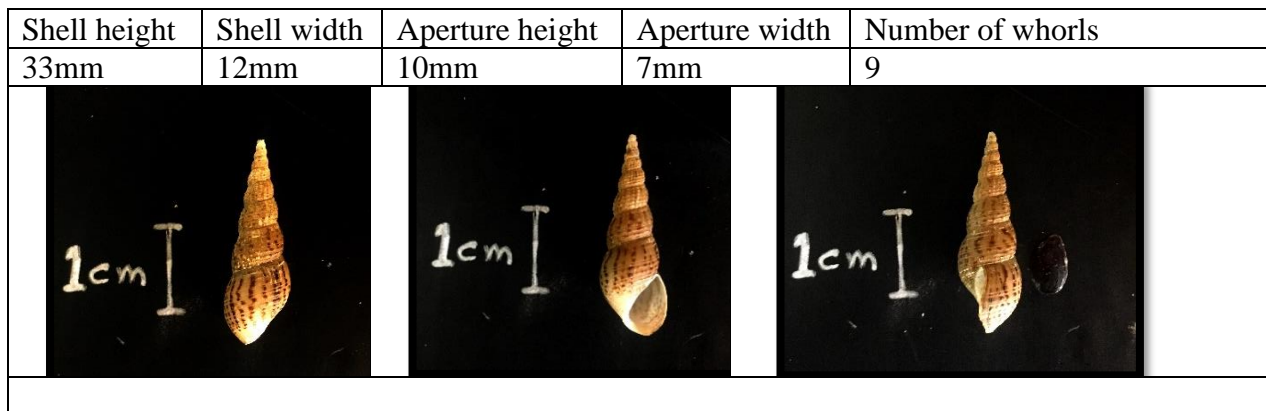 Shell height Shell width Aperture height Aperture width Number of whorls
33mm 12mm 10mm 7mm 9
1cm 1cm 1cm